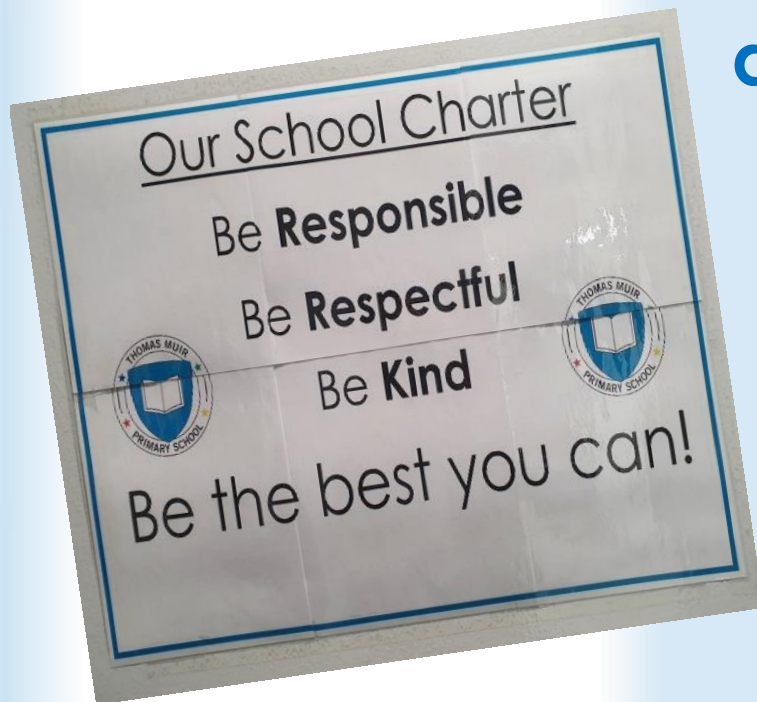 Our School Charter
Be Responsible
Be Respectful
Be Kind
Be the best you can!
THOMAS MUIR
PRIMARY SCHOOL
THOMAS MUIR
PRIMARY SCHOOL